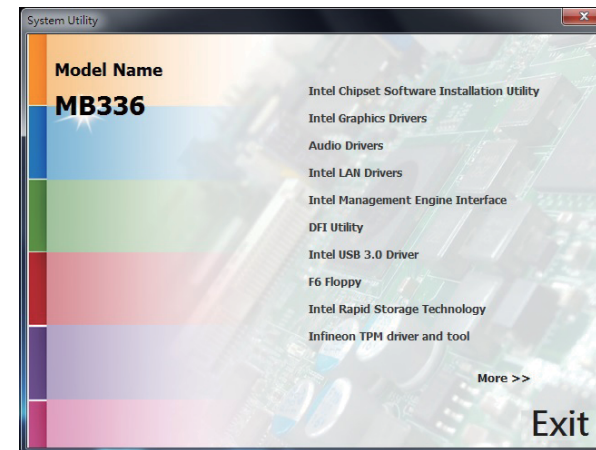 System Utility
Model Name
MB336
Intel Chipset Software Installation Utility
Intel Graphics Drivers
Audio Drivers
Intel LAN Drivers
Intel Management Engine Interface
DFI Utility
Intel USB 3.0 Driver
F6 Floppy
Intel Rapid Storage Technology
Infineon TPM driver and tool
More >>
Exit